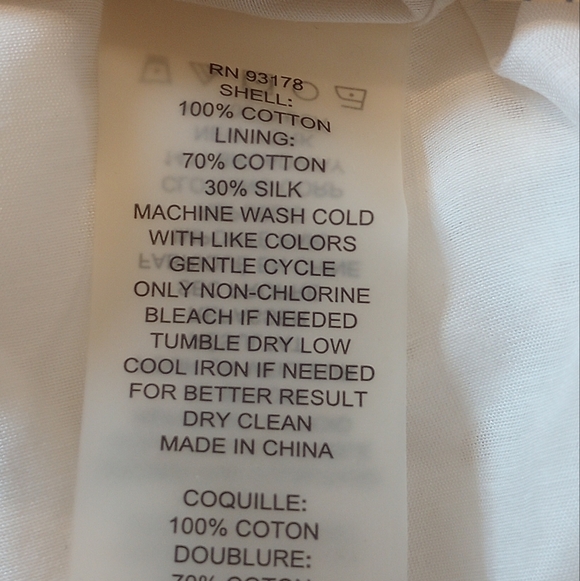 RN 93178
SHELL:
100% COTTON
LINING:
70% COTTON
30% SILK
MACHINE WASH COLD
WITH LIKE COLORS
GENTLE CYCLE
ONLY NON-CHLORINE
BLEACH IF NEEDED
TUMBLE DRY LOW
COOL IRON IF NEEDED
FOR BETTER RESULT
DRY CLEAN
MADE IN CHINA
COQUILLE:
100% COTON
DOUBLURE:
70% COTON